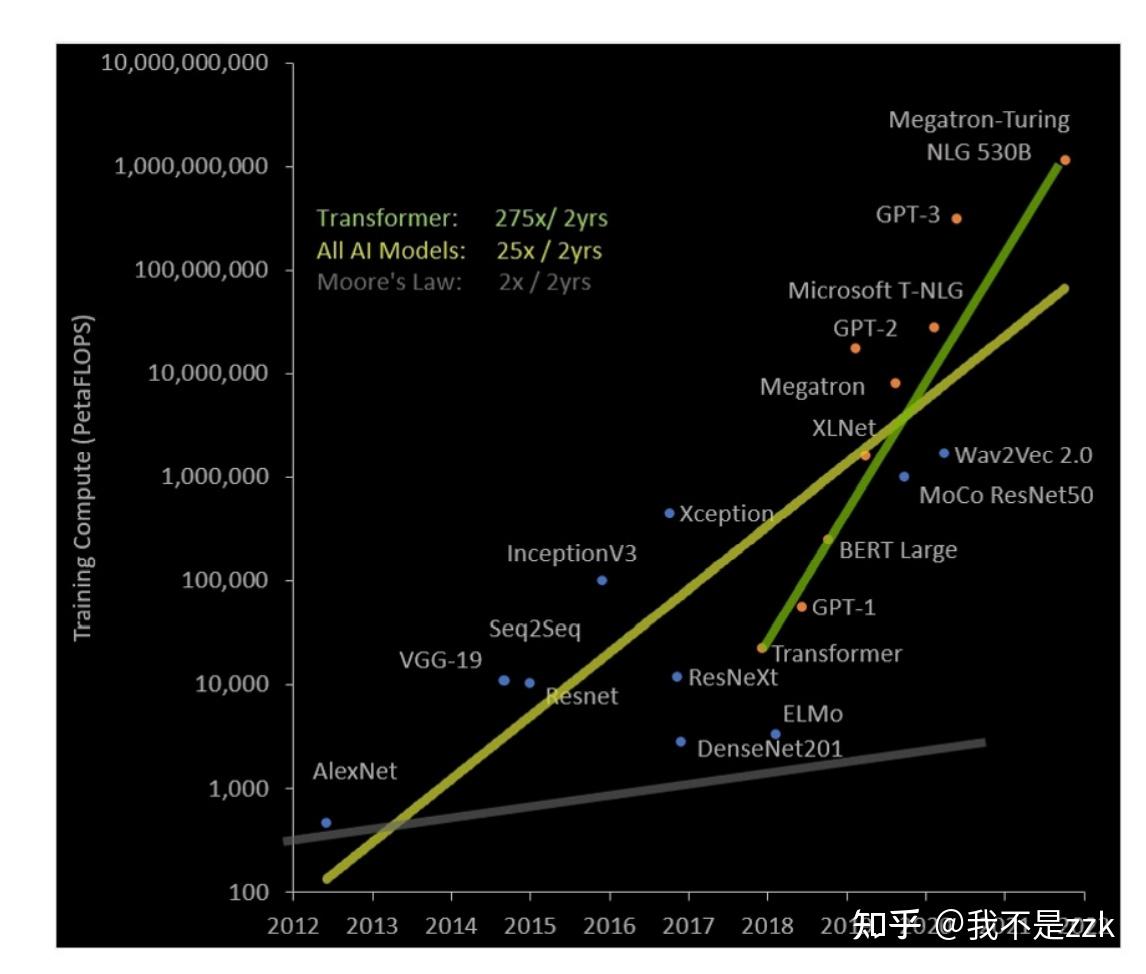 10,000,000,000
1,000,000,000
100,000,000
10,000,000
1,000,000
100,000
10,000
1,000
100
Training Compute (PetaFLOPS)
Transformer: 275x/ 2yrs
All AI Models: 25x / 2yrs
Moore's Law: 2x / 2yrs
Megatron-Turing
NLG 530B
GPT-3
Microsoft T-NLG
GPT-2
Megatron
XLNet
Wav2Vec 2.0
MoCo ResNet50
Xception
InceptionV3
BERT Large
Seq2Seq
GPT-1
VGG-19
Transformer
Resnet
ResNeXt
ELMo
DenseNet201
AlexNet
2012 2013 2014 2015 2016 2017 2018 2019 2020 2021 2022
知乎 @我不是zzk